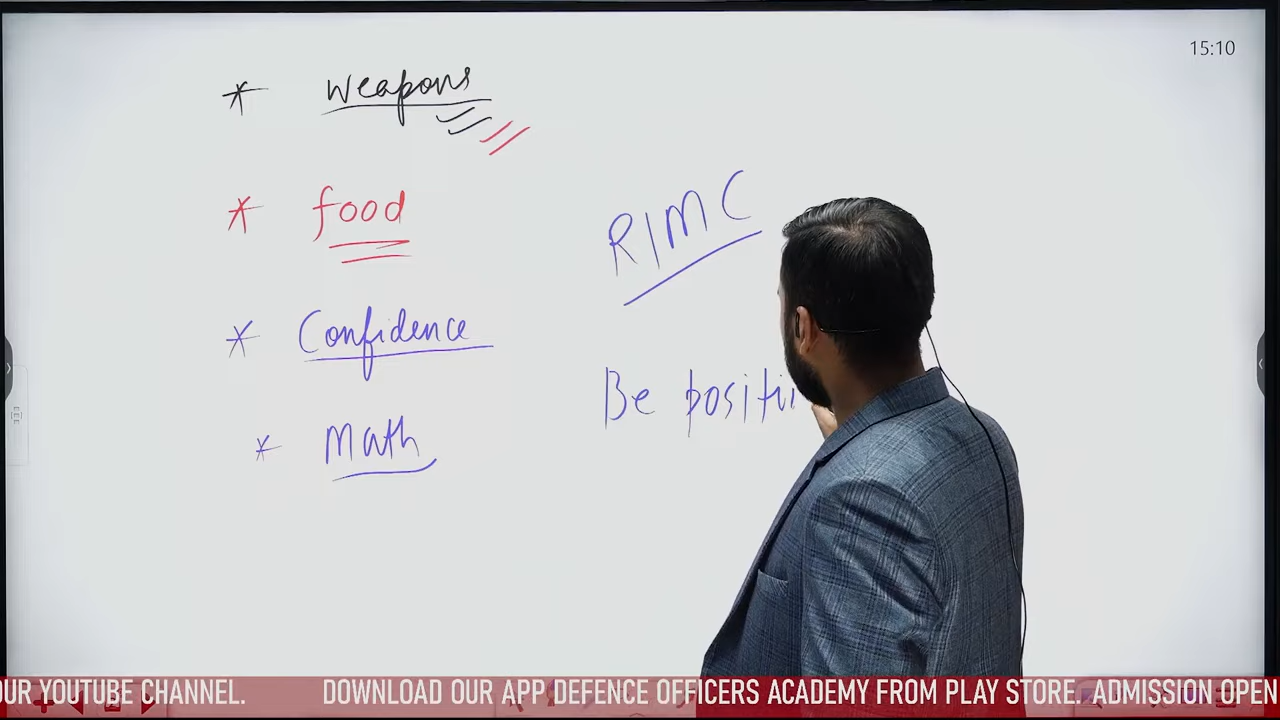 15:10
* Weapons
* food
RIMC
* Confidence
Be positi
* Math
OUR YOUTUBE CHANNEL. DOWNLOAD OUR APP DEFENCE OFFICERS ACADEMY FROM PLAY STORE. ADMISSION OPEN